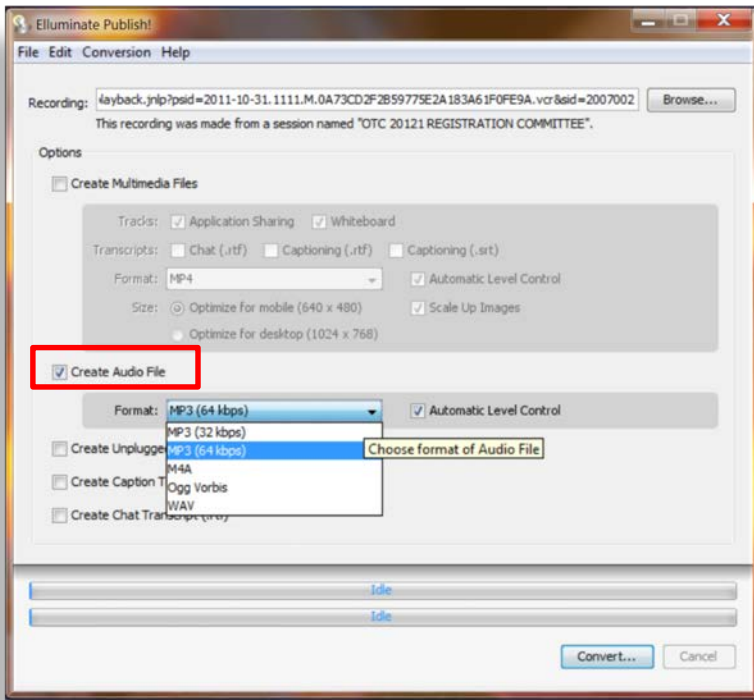 Elluminate Publish!
File Edit Conversion Help
Recording: layback.jnlp?psid=2011-10-31.1111.M.0A73CD2F2B59775E2A183A61F0FE9A.vcr&sid=2007002 Browse...
This recording was made from a session named "OTC 20121 REGISTRATION COMMITTEE".
Options
Create Multimedia Files
Tracks: Application Sharing Whiteboard
Transcripts: Chat (.rtf) Captioning (.rtf) Captioning (.srt)
Format: MP4 Automatic Level Control
Size: Optimize for mobile (640 x 480) Scale Up Images
Optimize for desktop (1024 x 768)
Create Audio File
Format: MP3 (64 kbps) Automatic Level Control
MP3 (32 kbps)
Create Unplugge MP3 (64 kbps) Choose format of Audio File
M4A
Create Caption T Ogg Vorbis
WAV
Create Chat Transcript (.rtf)
Idle
Idle
Convert... Cancel